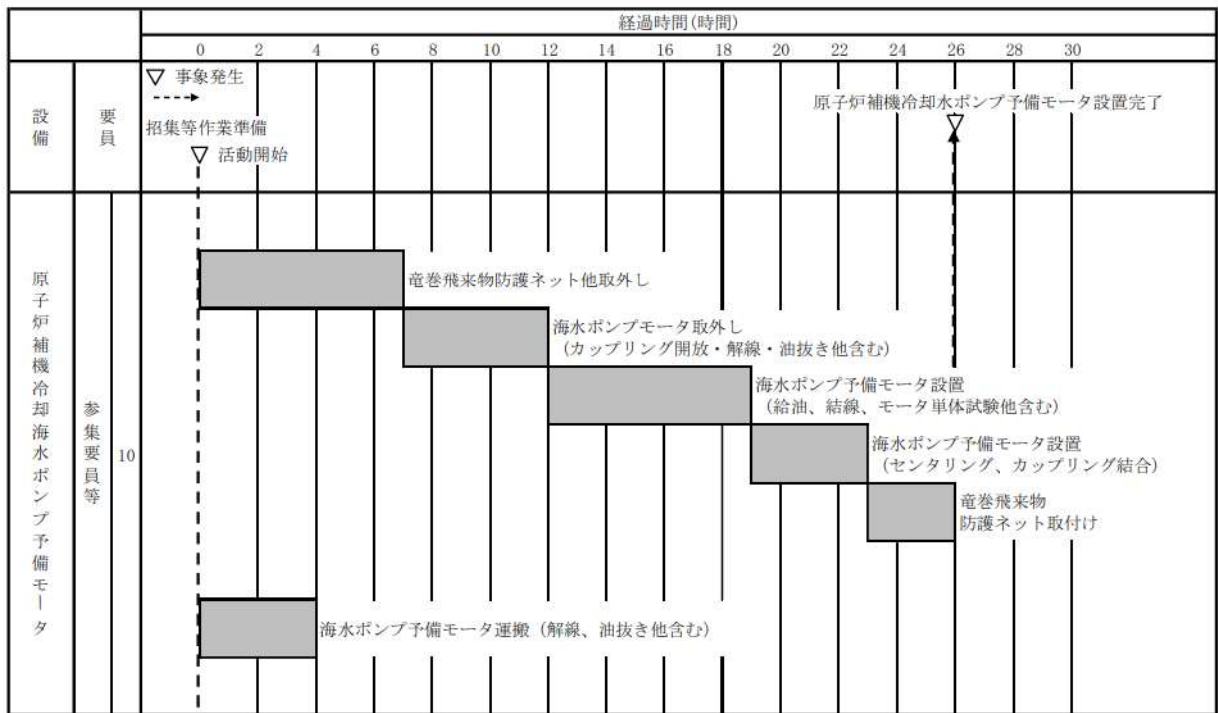 経過時間(時間)
0 2 4 6 8 10 12 14 16 18 20 22 24 26 28 30
設備
要員
事象発生
招集等作業準備
活動開始
原子炉補機冷却水ポンプ予備モータ設置完了
原子炉補機冷却海水ポンプ予備モータ
参集要員等
10
竜巻飛来物防護ネット他取外し
海水ポンプモータ取外し
(カップリング開放・解線・油抜き他含む)
海水ポンプ予備モータ設置
(給油、結線、モータ単体試験他含む)
海水ポンプ予備モータ設置
(センタリング、カップリング結合)
竜巻飛来物
防護ネット取付け
海水ポンプ予備モータ運搬(解線、油抜き他含む)